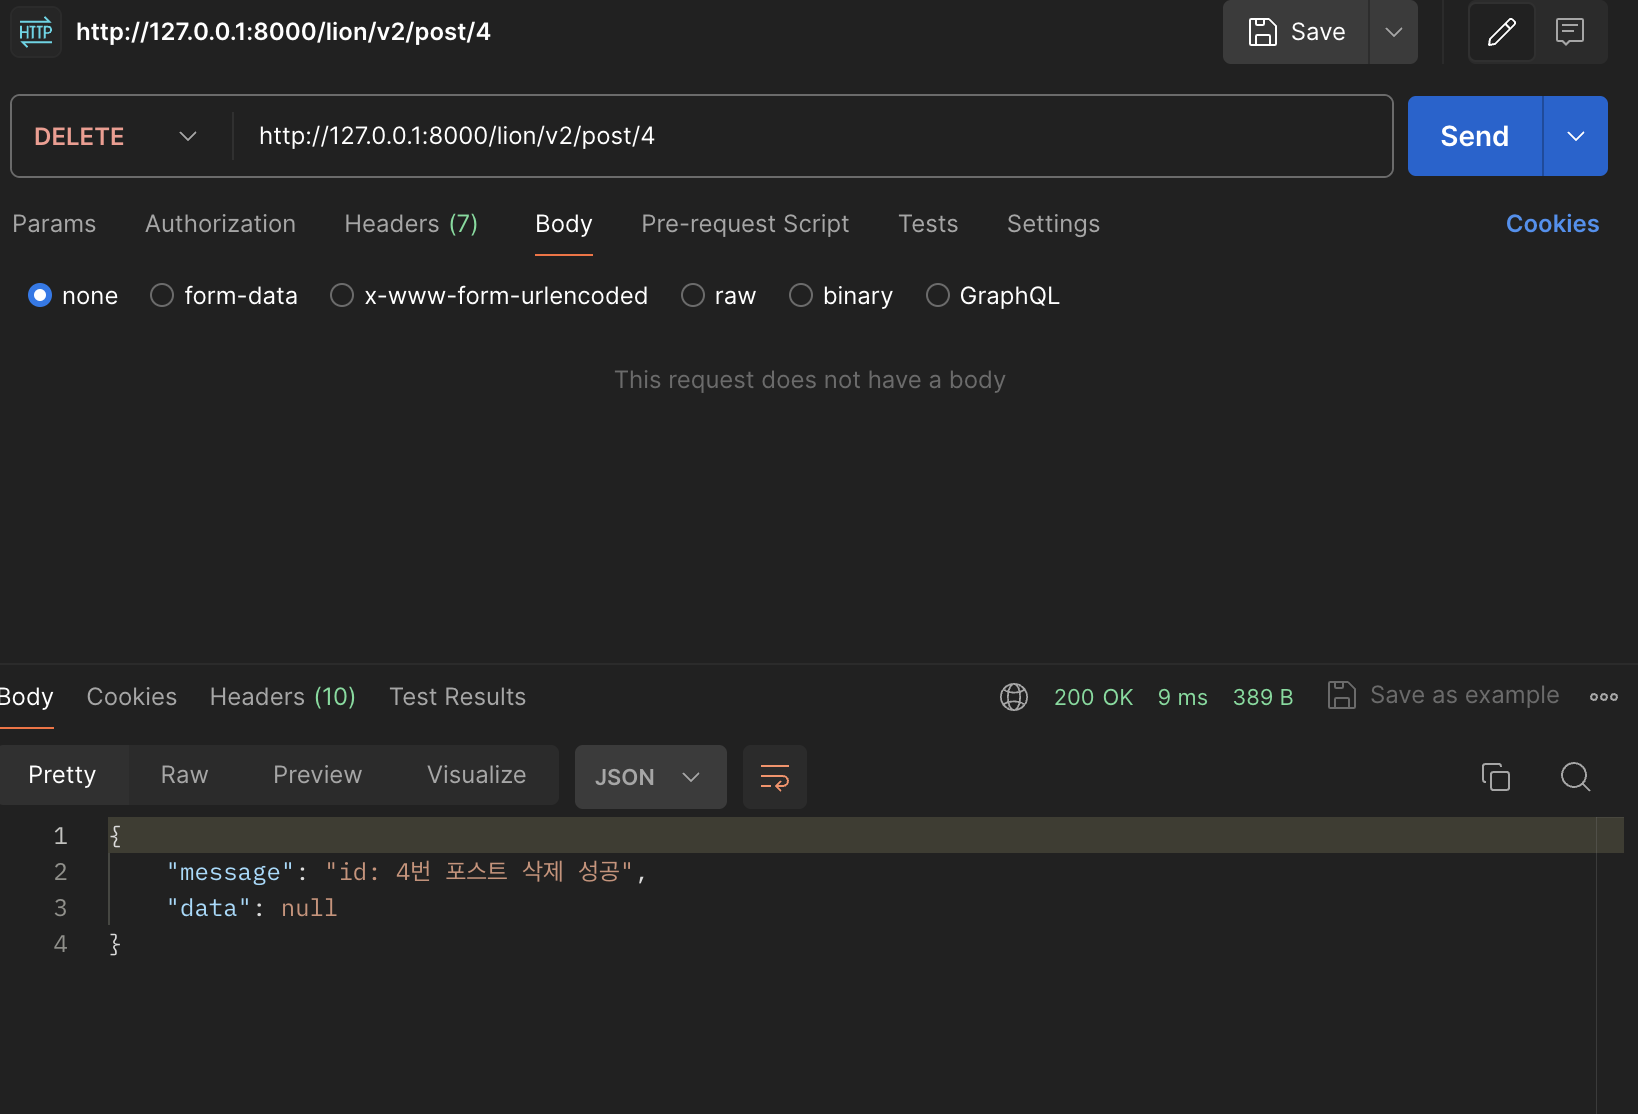 HTTP http://127.0.0.1:8000/lion/v2/post/4 Save
DELETE http://127.0.0.1:8000/lion/v2/post/4 Send
Params Authorization Headers (7) Body Pre-request Script Tests Settings Cookies
none form-data x-www-form-urlencoded raw binary GraphQL
This request does not have a body
Body Cookies Headers (10) Test Results 200 OK 9 ms 389 B Save as example
Pretty Raw Preview Visualize JSON
1 {
2 "message": "id: 4번 포스트 삭제 성공",
3 "data": null
4 }